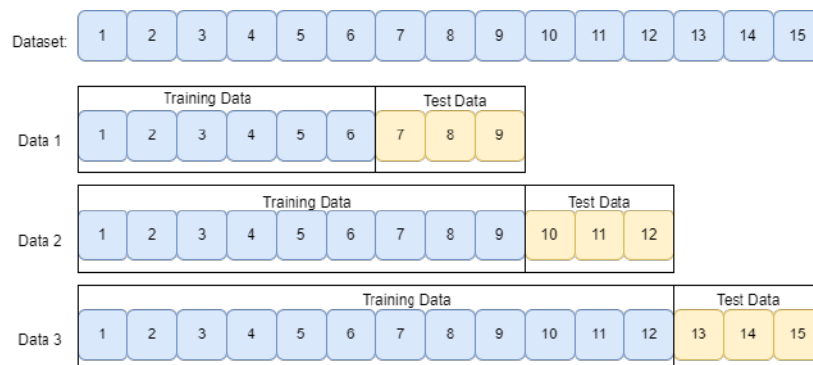 Dataset: 1 2 3 4 5 6 7 8 9 10 11 12 13 14 15
Training Data Test Data
Data 1 1 2 3 4 5 6 7 8 9
Training Data Test Data
Data 2 1 2 3 4 5 6 7 8 9 10 11 12
Training Data Test Data
Data 3 1 2 3 4 5 6 7 8 9 10 11 12 13 14 15